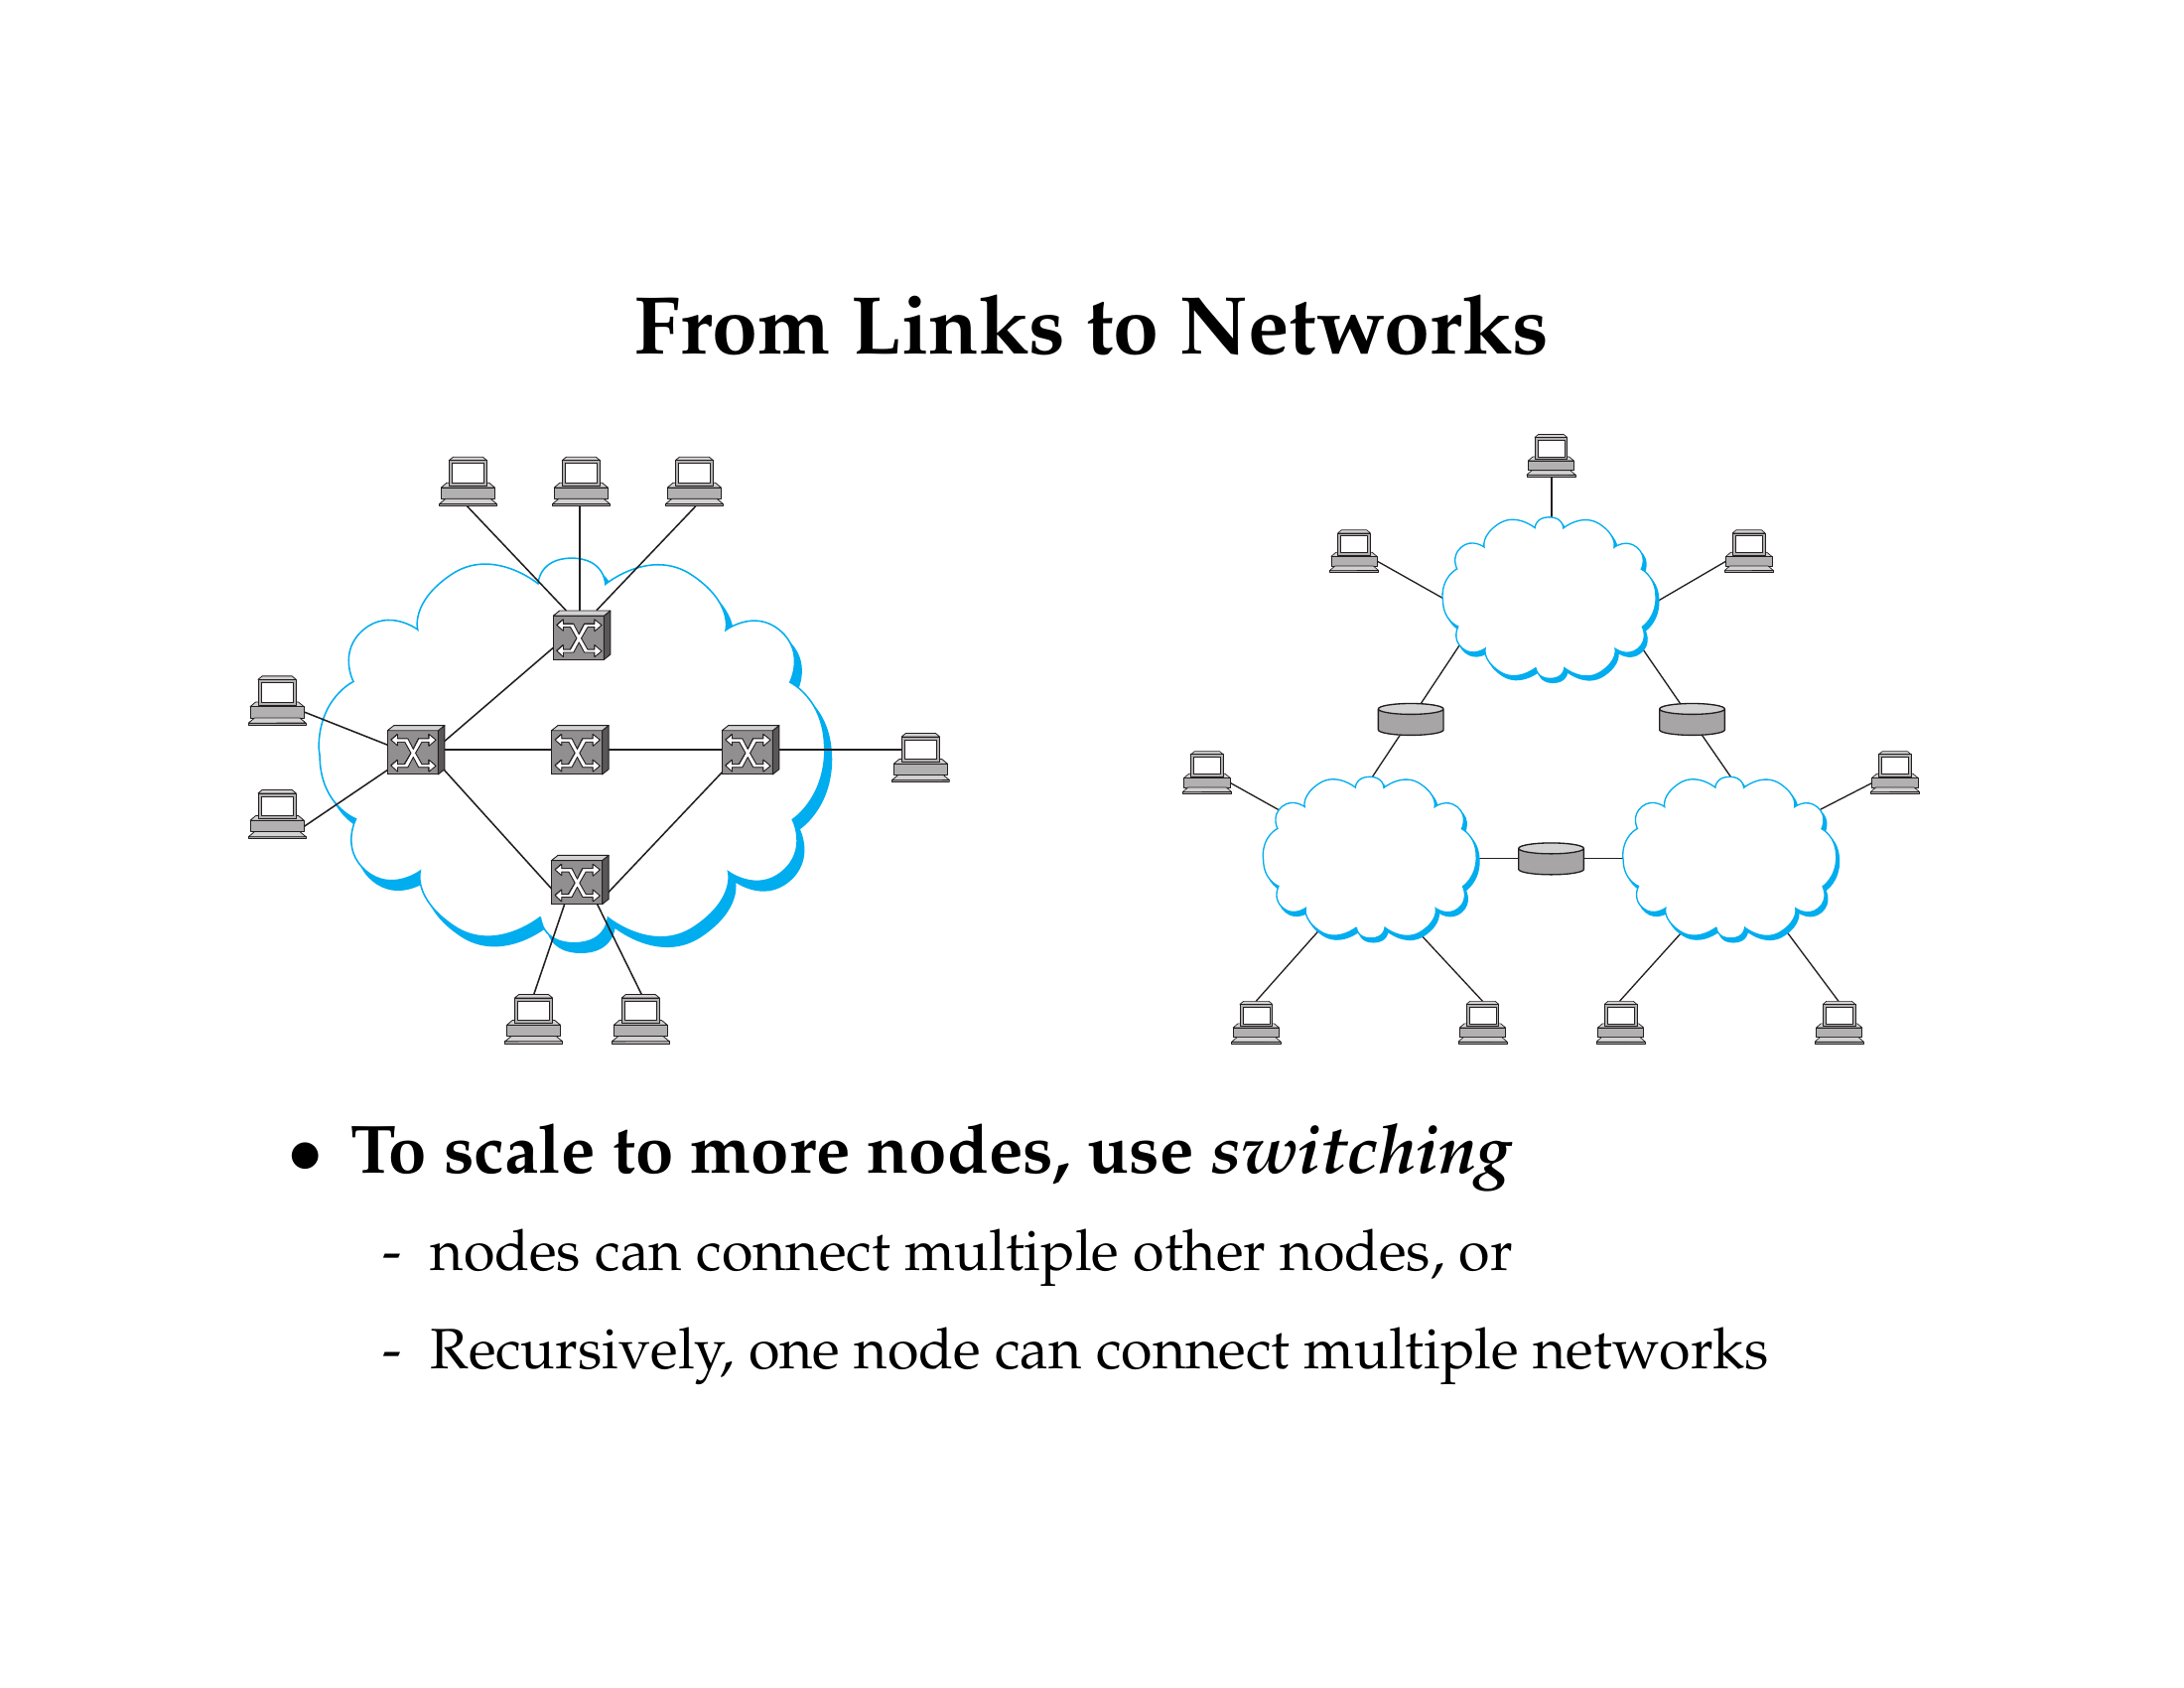 From Links to Networks
• To scale to more nodes, use switching
- nodes can connect multiple other nodes, or
- Recursively, one node can connect multiple networks